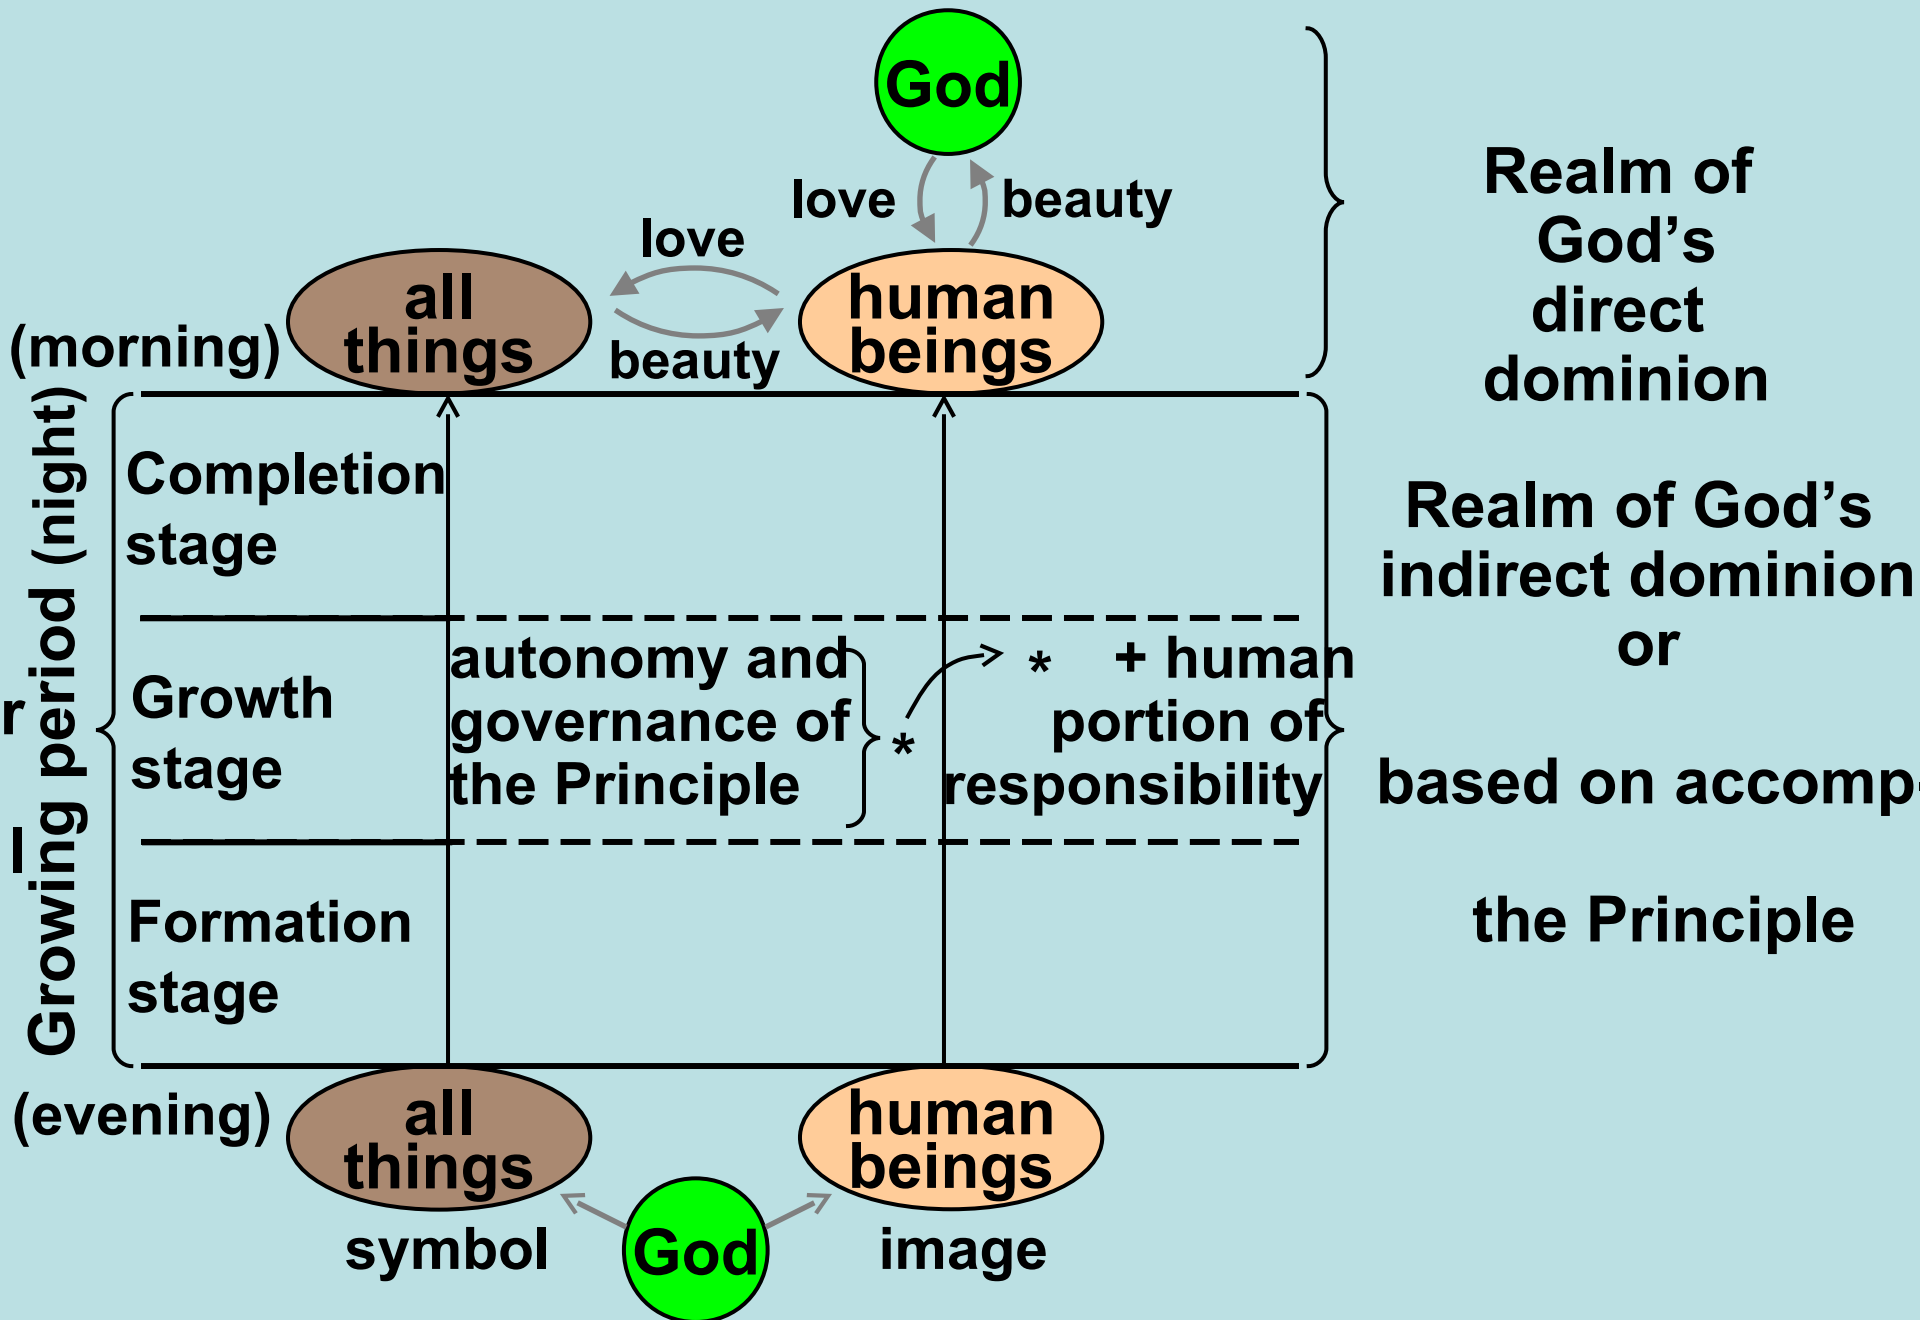 God
love
beauty
love
all
things
human
beings
beauty
(morning)
Realm of
God’s
direct
dominion
Growing period (night)
r
l
Completion
stage
Growth
stage
Formation
stage
autonomy and
governance of
the Principle
*
* + human
portion of
responsibility
Realm of God’s
indirect dominion
or
based on accomp-
the Principle
(evening)
all
things
human
beings
symbol
God
image